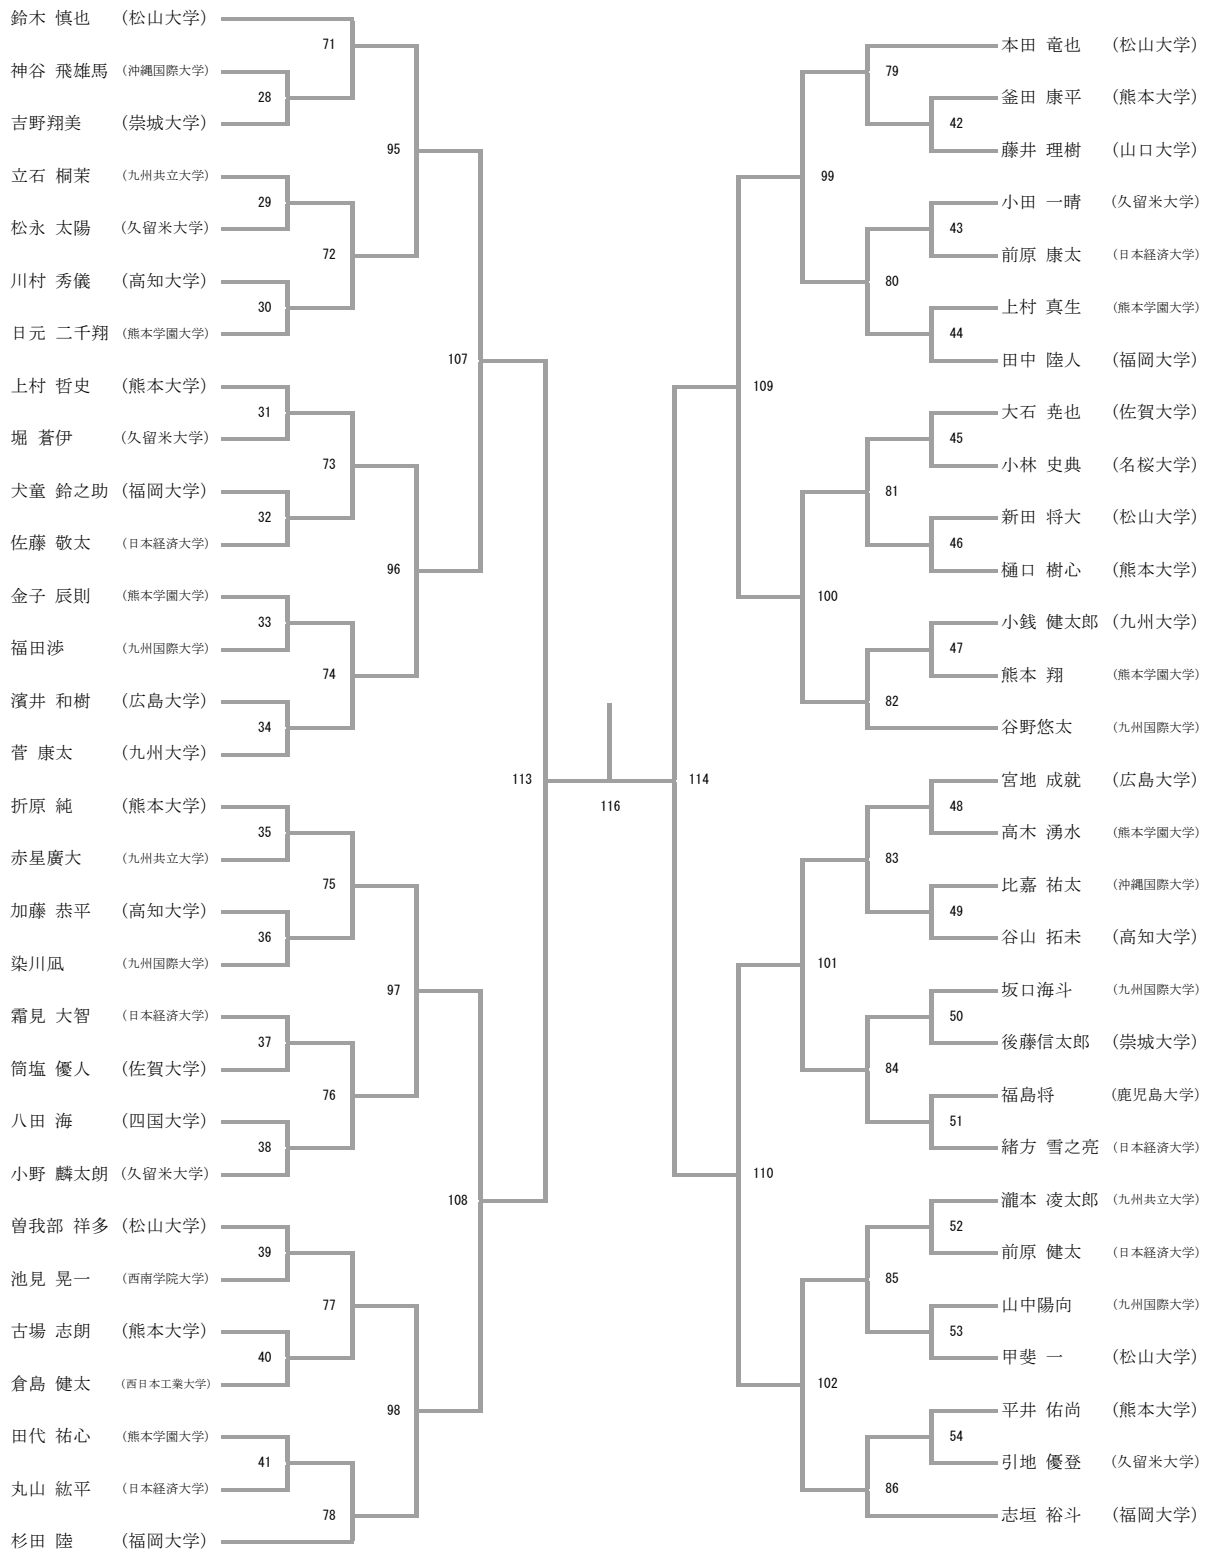 鈴木 慎也 （松山大学）
71
神谷 飛雄馬 （沖縄国際大学）
28
吉野翔美 （崇城大学）
95
立石 桐茉 （九州共立大学）
29
松永 太陽 （久留米大学）
72
川村 秀儀 （高知大学）
30
日元 二千翔 （熊本学園大学）
107
上村 哲史 （熊本大学）
31
堀 蒼伊 （久留米大学）
73
犬童 鈴之助 （福岡大学）
32
佐藤 敬太 （日本経済大学）
96
金子 辰則 （熊本学園大学）
33
福田渉 （九州国際大学）
74
濱井 和樹 （広島大学）
34
菅 康太 （九州大学）
113
折原 純 （熊本大学）
35
赤星廣大 （九州共立大学）
75
加藤 恭平 （高知大学）
36
染川凪 （九州国際大学）
97
霜見 大智 （日本経済大学）
37
筒塩 優人 （佐賀大学）
76
八田 海 （四国大学）
38
小野 麟太朗 （久留米大学）
108
曽我部 祥多 （松山大学）
39
池見 晃一 （西南学院大学）
77
古場 志朗 （熊本大学）
40
倉島 健太 （西日本工業大学）
98
田代 祐心 （熊本学園大学）
41
丸山 紘平 （日本経済大学）
78
杉田 陸 （福岡大学）
116
本田 竜也 （松山大学）
79
釜田 康平 （熊本大学）
42
藤井 理樹 （山口大学）
99
小田 一晴 （久留米大学）
43
前原 康太 （日本経済大学）
80
上村 真生 （熊本学園大学）
44
田中 陸人 （福岡大学）
109
大石 尭也 （佐賀大学）
45
小林 史典 （名桜大学）
81
新田 将大 （松山大学）
46
樋口 樹心 （熊本大学）
100
小銭 健太郎 （九州大学）
47
熊本 翔 （熊本学園大学）
82
谷野悠太 （九州国際大学）
114
宮地 成就 （広島大学）
48
高木 湧水 （熊本学園大学）
83
比嘉 祐太 （沖縄国際大学）
49
谷山 拓未 （高知大学）
101
坂口海斗 （九州国際大学）
50
後藤信太郎 （崇城大学）
84
福島将 （鹿児島大学）
51
緒方 雪之亮 （日本経済大学）
110
瀧本 凌太郎 （九州共立大学）
52
前原 健太 （日本経済大学）
85
山中陽向 （九州国際大学）
53
甲斐 一 （松山大学）
102
平井 佑尚 （熊本大学）
54
引地 優登 （久留米大学）
86
志垣 裕斗 （福岡大学）